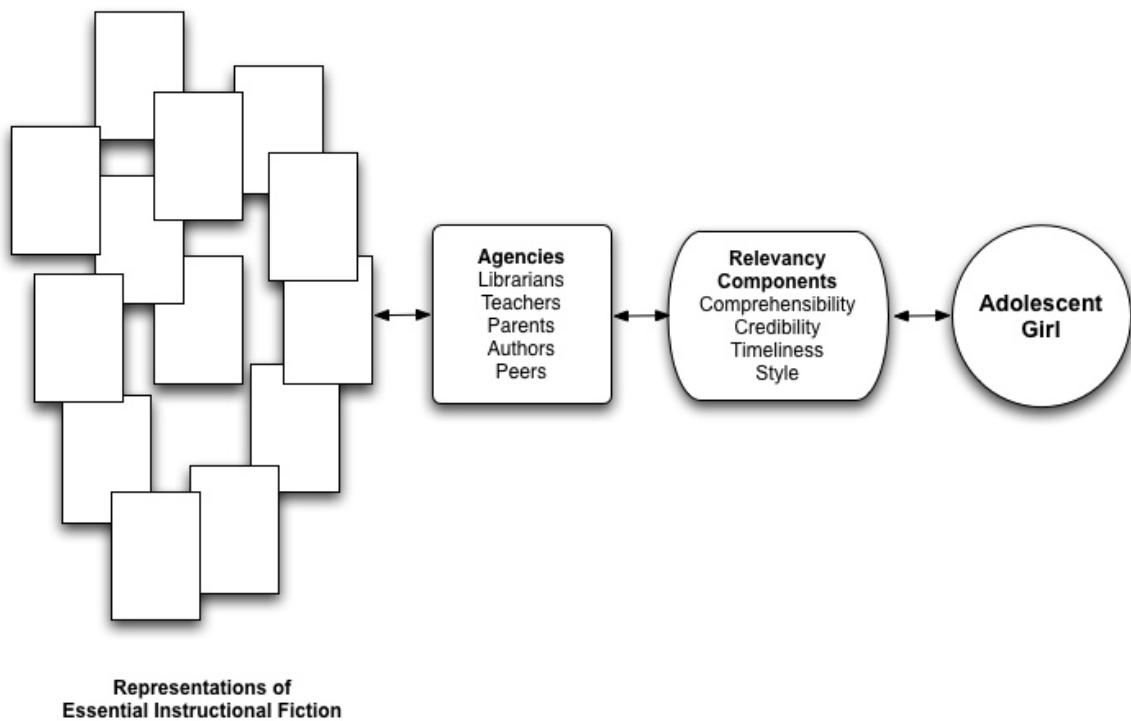 Agencies
Librarians
Teachers
Parents
Authors
Peers
Relevancy
Components
Comprehensibility
Credibility
Timeliness
Style
Adolescent
Girl
Representations of
Essential Instructional Fiction